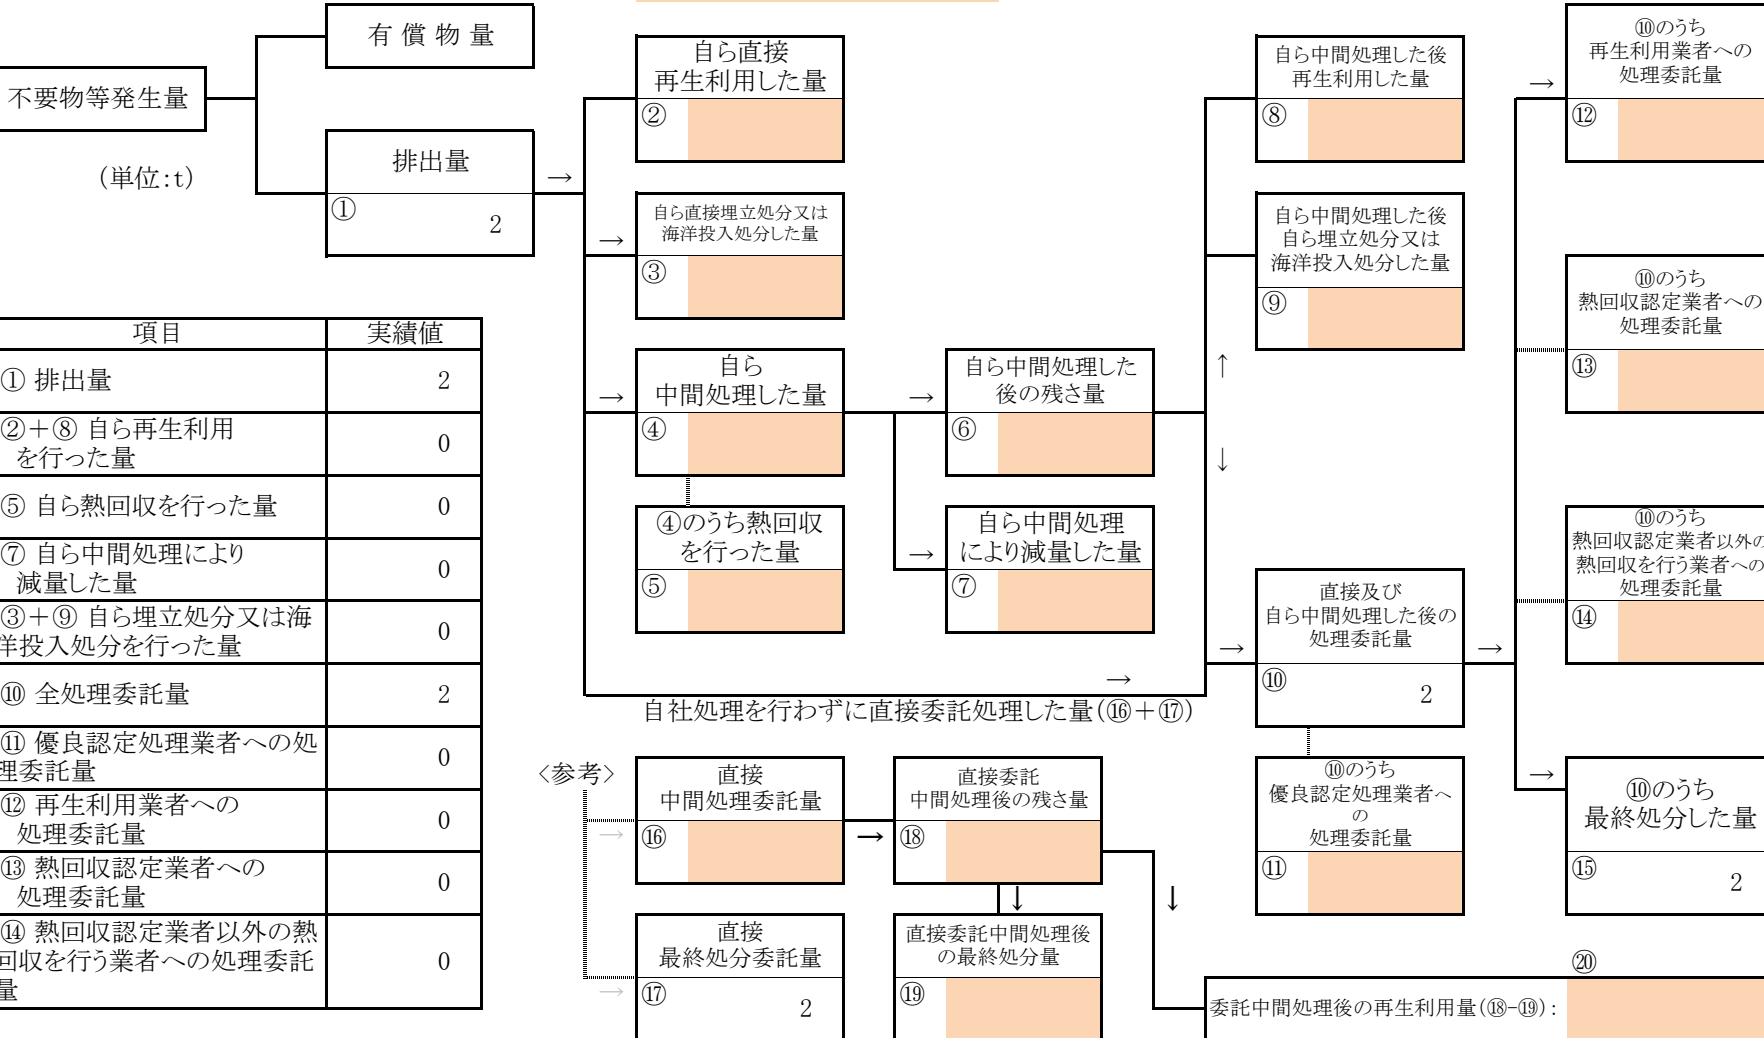 不要物等発生量
(単位:t)
有 償 物 量
排出量
→
①
2
自ら直接
再生利用した量
②
自ら直接埋立処分又は
海洋投入処分した量
→
③
自ら
中間処理した量
→
④
④のうち熱回収
を行った量
⑤
自ら中間処理した
後の残さ量
→
⑥
自ら中間処理
により減量した量
→
⑦
自ら中間処理した後
再生利用した量
⑧
自ら中間処理した後
自ら埋立処分又は
海洋投入処分した量
⑨
↑
↓
直接及び
自ら中間処理した後の
処理委託量
→
⑩
2
→
⑩のうち
優良認定処理業者へ
の
処理委託量
⑪
→
⑩のうち
再生利用業者への
処理委託量
⑫
⑩のうち
熱回収認定業者への
処理委託量
⑬
⑩のうち
熱回収認定業者以外の
熱回収を行う業者への
処理委託量
⑭
→
⑩のうち
最終処分した量
⑮
2
→
自社処理を行わずに直接委託処理した量(⑯+⑰)
〈参考〉
→
直接
中間処理委託量
⑯
→
直接委託
中間処理後の残さ量
⑱
↓
↓
→
直接
最終処分委託量
⑰
2
直接委託中間処理後
の最終処分量
⑲
⑳
委託中間処理後の再生利用量(⑱-⑲):
項目 実績値
① 排出量 2
②+⑧ 自ら再生利用
を行った量 0
⑤ 自ら熱回収を行った量 0
⑦ 自ら中間処理により
減量した量 0
③+⑨ 自ら埋立処分又は海
洋投入処分を行った量 0
⑩ 全処理委託量 2
⑪ 優良認定処理業者への処
理委託量 0
⑫ 再生利用業者への
処理委託量 0
⑬ 熱回収認定業者への
処理委託量 0
⑭ 熱回収認定業者以外の熱
回収を行う業者への処理委託
量 0